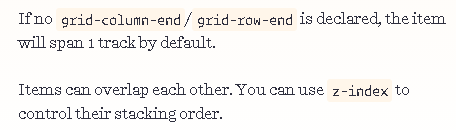 If no grid-column-end / grid-row-end is declared, the item
will span 1 track by default.
Items can overlap each other. You can use z-index to
control their stacking order.